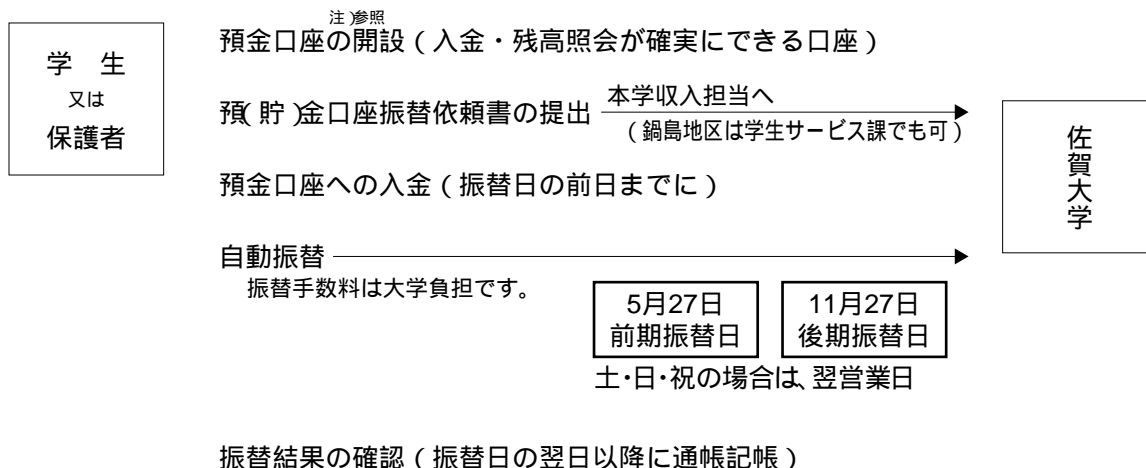 学 生
又は
保護者
注)参照
預金口座の開設(入金・残高照会が確実にできる口座)
預(貯)金口座振替依頼書の提出
本学収入担当へ
(鍋島地区は学生サービス課でも可)
預金口座への入金(振替日の前日までに)
佐賀大学
自動振替
振替手数料は大学負担です。
5月27日
前期振替日
11月27日
後期振替日
土・日・祝の場合は、翌営業日
振替結果の確認(振替日の翌日以降に通帳記帳)